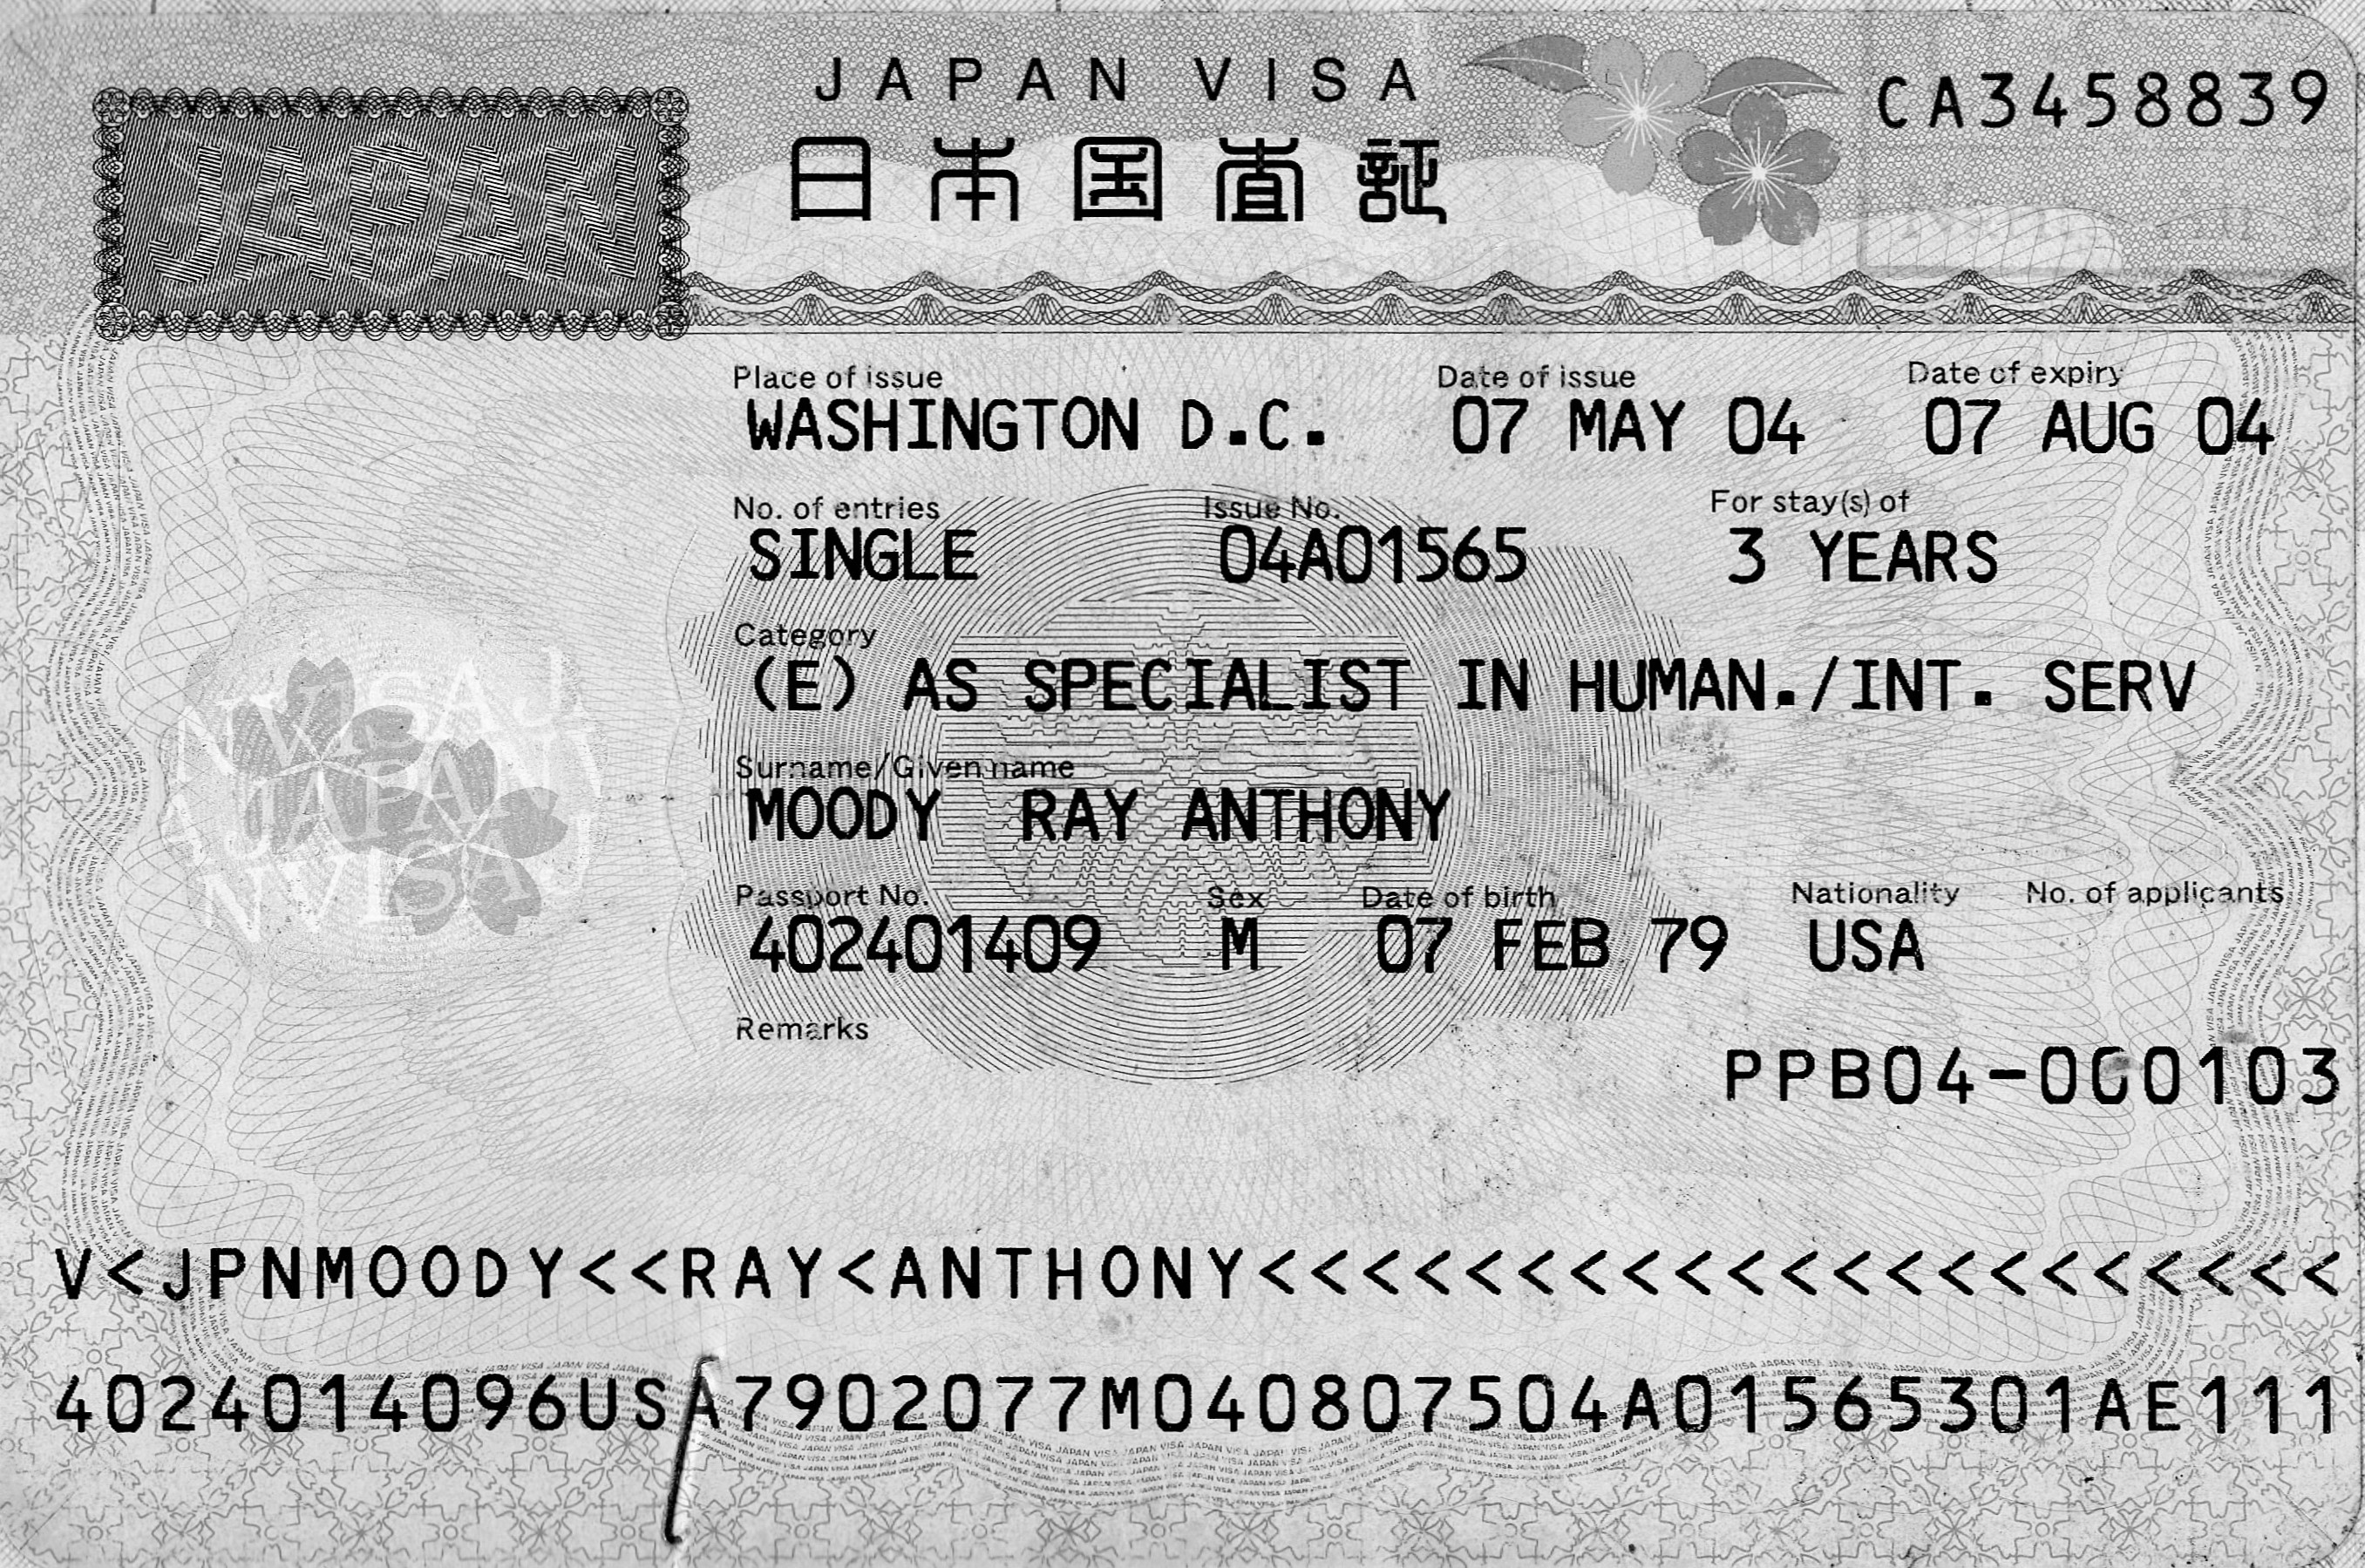 JAPAN VISA
CA3458839
日本国査証
JAPAN
Place of issue Date of issue Date of expiry
WASHINGTON D.C. 07 MAY 04 07 AUG 04
No. of entries Issue No. For stay(s) of
SINGLE 04A01565 3 YEARS
Category
(E) AS SPECIALIST IN HUMAN./INT. SERV
Surname/Given name
MOODY RAY ANTHONY
Passport No. Sex Date of birth Nationality No. of applicants
402401409 M 07 FEB 79 USA
Remarks
PPB04-000103
V<JPNMOODY<<RAY<ANTHONY<<<<<<<<<<<<<<<<<<<<<
4024014096USA7902077M040807504A01565301AE111